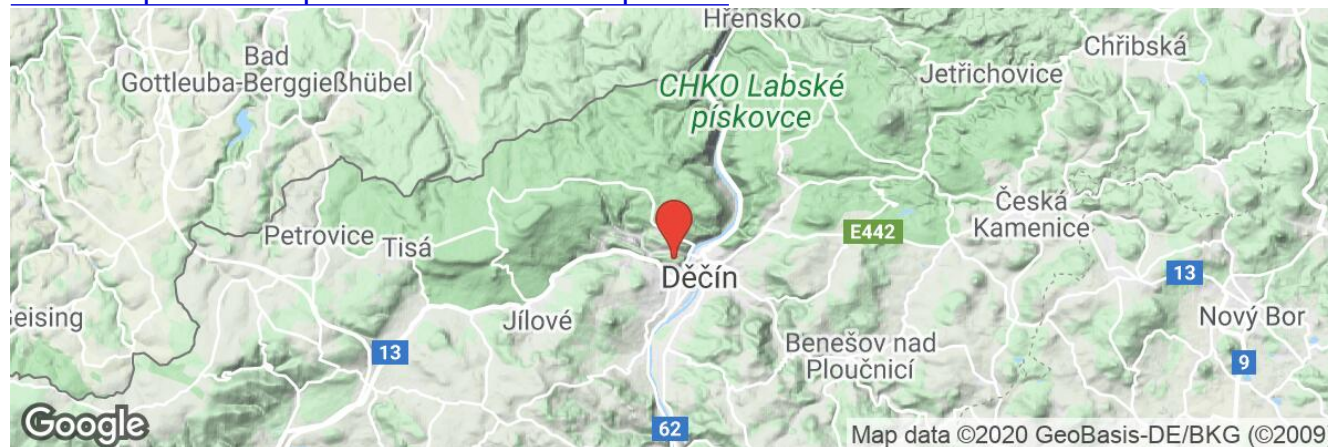 Hřensko
Chřibská
Bad
Gottleuba-Berggießhübel
Jetřichovice
CHKO Labské
pískovce
Česká
Kamenice
E442
Petrovice
Tisá
Děčín
13
Geising
Jílové
Nový Bor
Benešov nad
Ploučnicí
13
9
62
Google
Map data ©2020 GeoBasis-DE/BKG (©2009